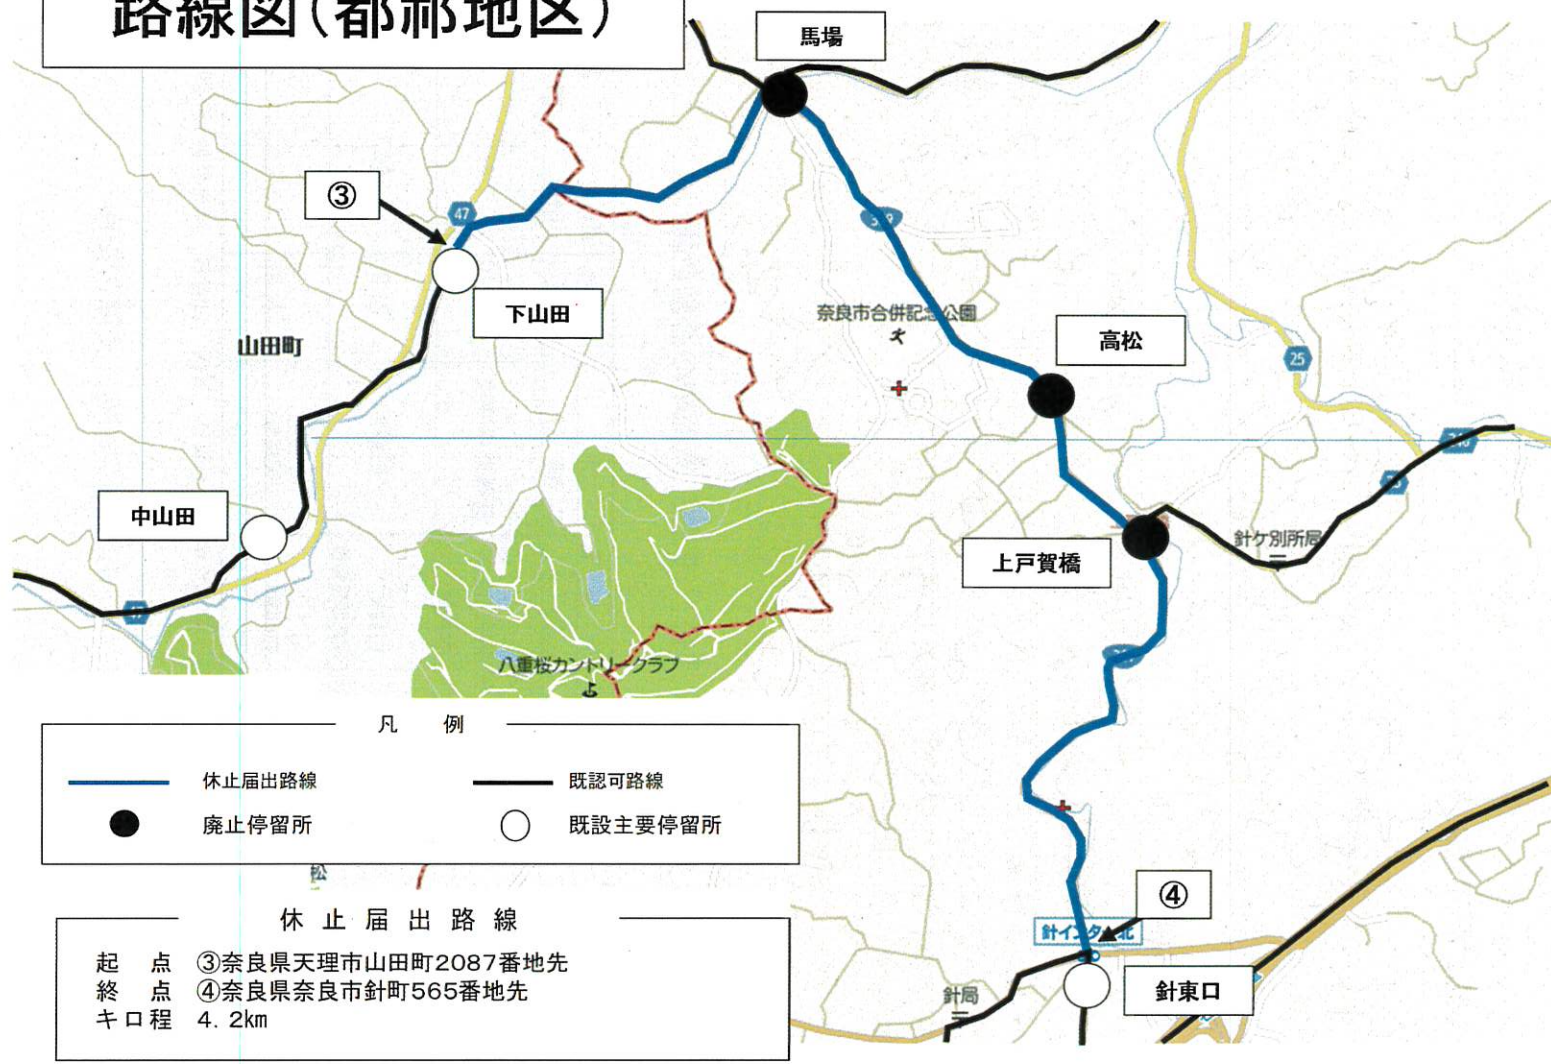 路線図(都祁地区)
馬場
③
47
下山田
山田町
奈良市合併記念公園
高松
25
中山田
上戸賀橋
針ケ別所局
八重桜カントリークラブ
凡 例
休止届出路線
既認可路線
廃止停留所
既設主要停留所
松
休止届出路線
起 点 ③奈良県天理市山田町2087番地先
終 点 ④奈良県奈良市針町565番地先
キロ程 4.2km
④
針インター北
針東口
針局